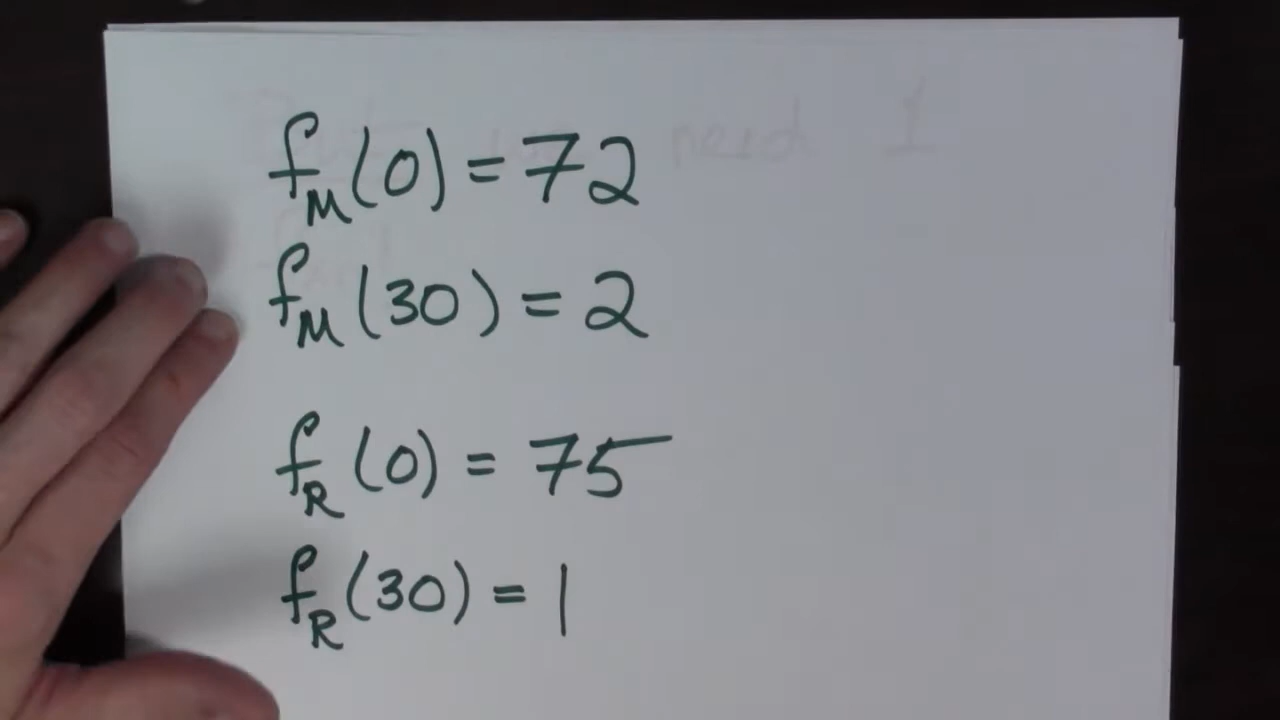 f_M(0) = 72
f_M(30) = 2
f_R(0) = 75
f_R(30) = 1